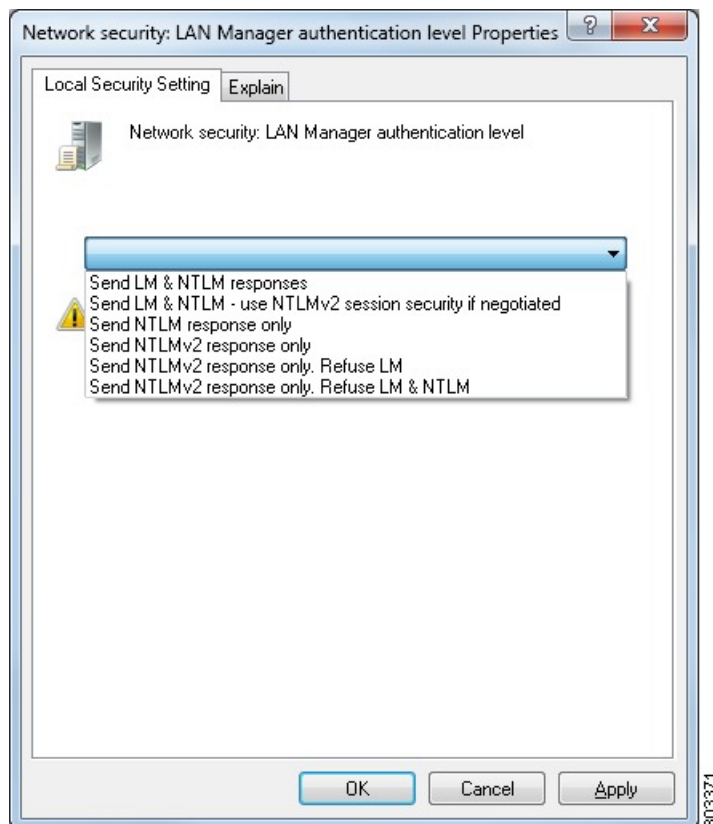 Network security: LAN Manager authentication level Properties
Local Security Setting
Explain
Network security: LAN Manager authentication level
Send LM & NTLM responses
Send LM & NTLM - use NTLMv2 session security if negotiated
Send NTLM response only
Send NTLMv2 response only
Send NTLMv2 response only. Refuse LM
Send NTLMv2 response only. Refuse LM & NTLM
OK
Cancel
Apply
303371